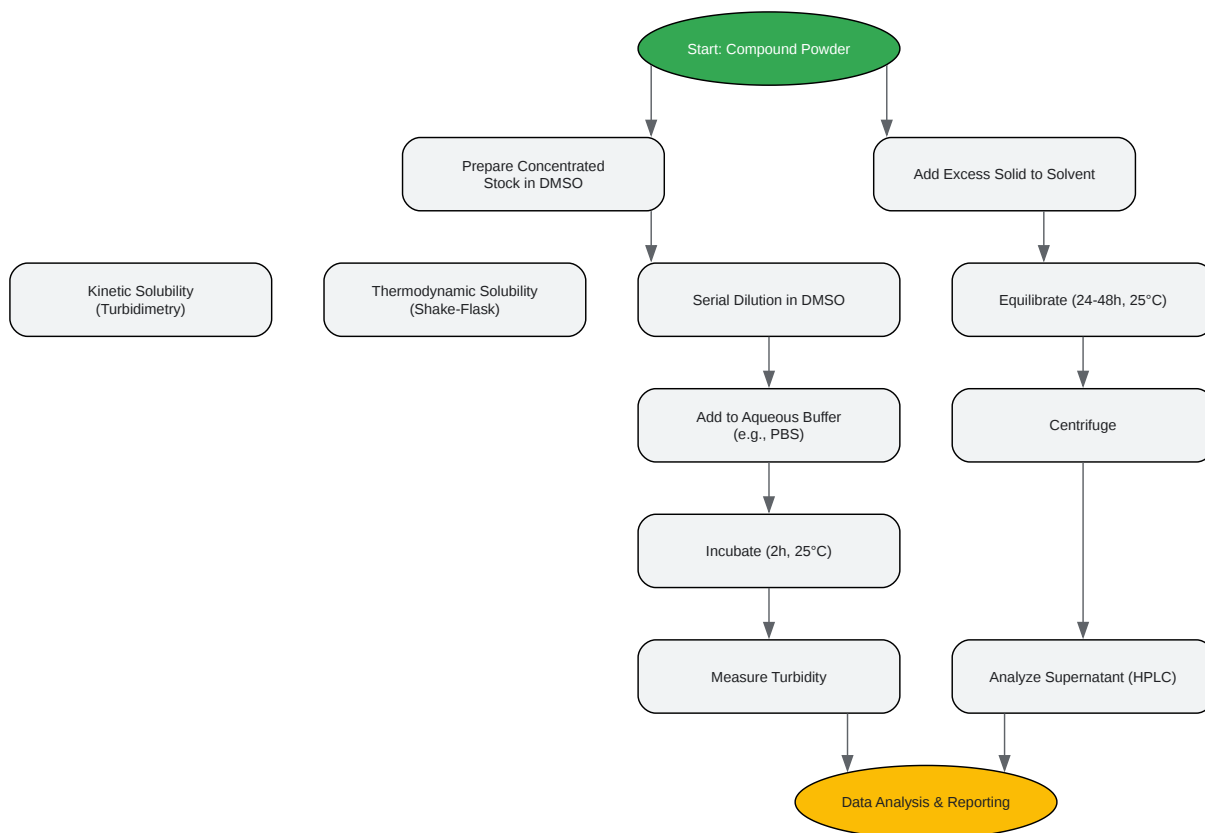 Start: Compound Powder
Prepare Concentrated
Stock in DMSO
Add Excess Solid to Solvent
Kinetic Solubility
(Turbidimetry)
Thermodynamic Solubility
(Shake-Flask)
Serial Dilution in DMSO
Equilibrate (24-48h, 25°C)
Add to Aqueous Buffer
(e.g., PBS)
Centrifuge
Incubate (2h, 25°C)
Measure Turbidity
Analyze Supernatant (HPLC)
Data Analysis & Reporting